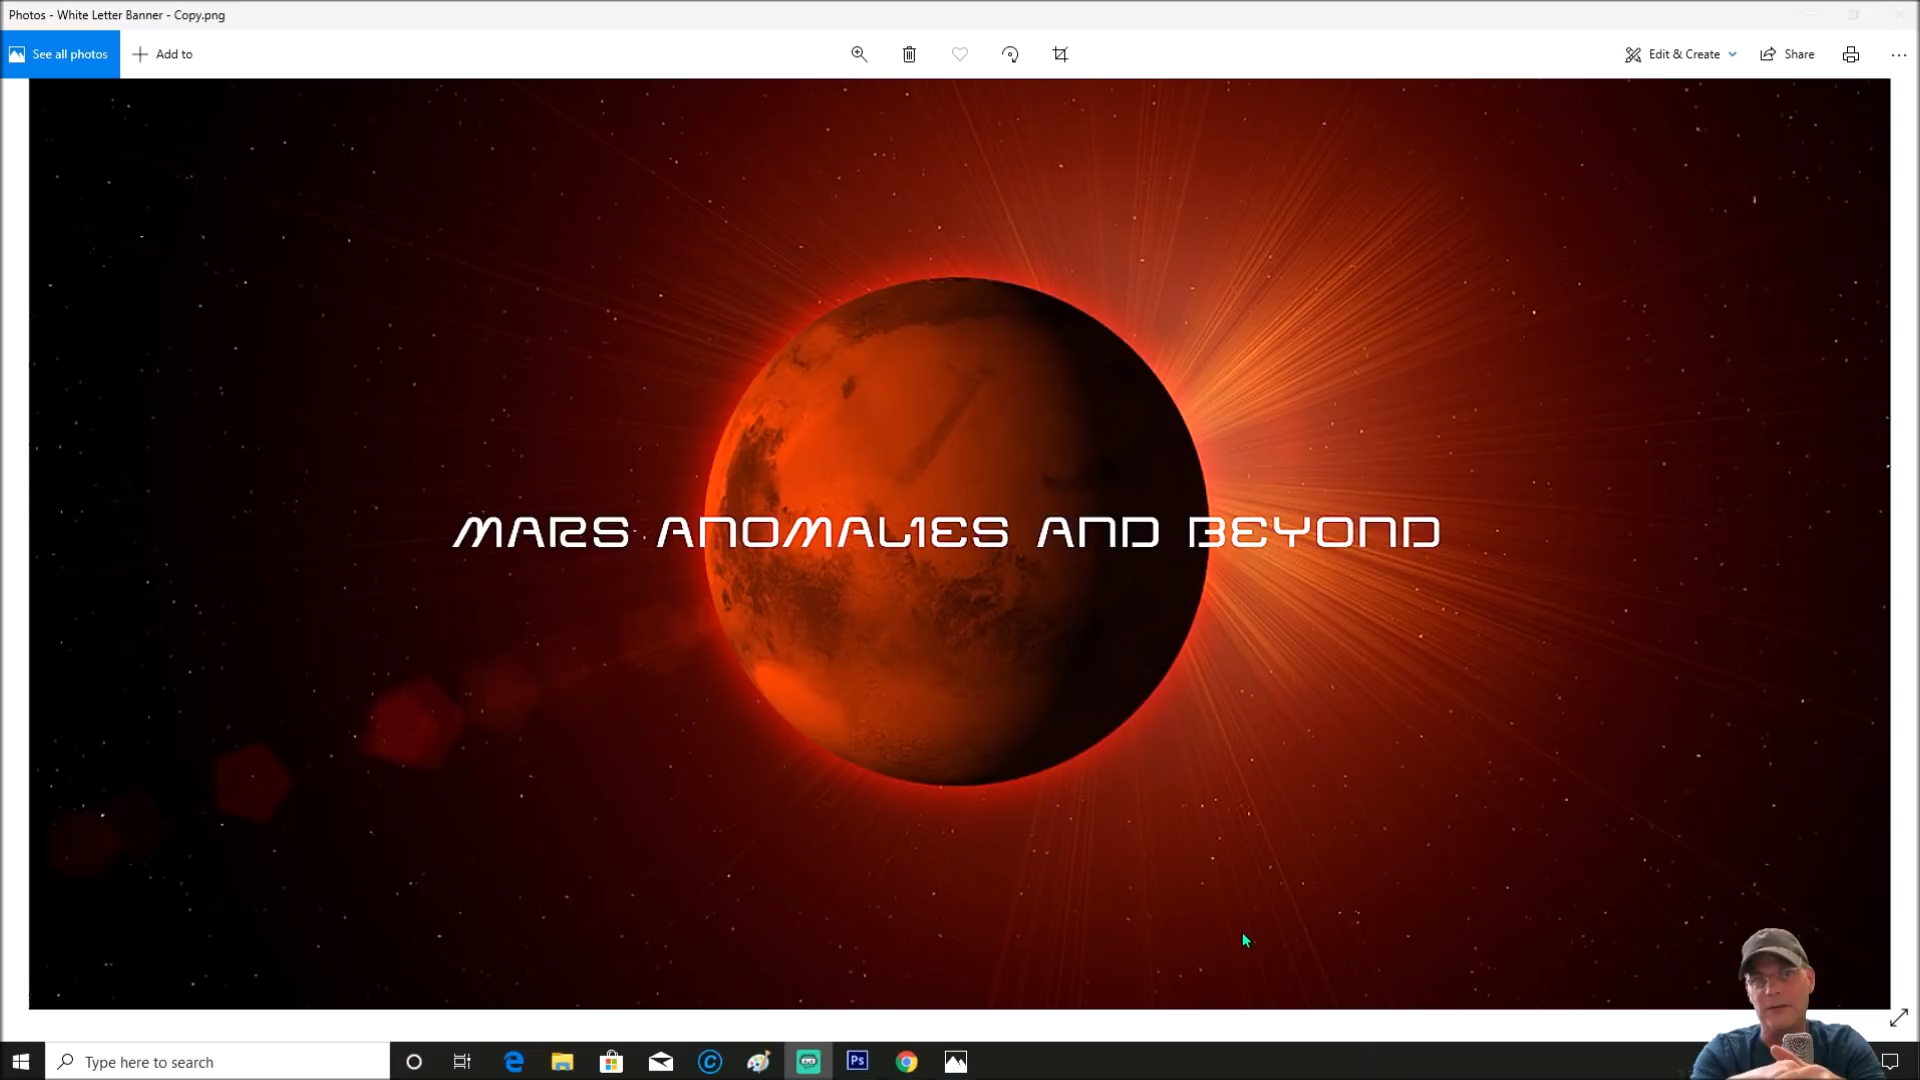 Photos - White Letter Banner - Copy.png
See all photos
Add to
Edit & Create
Share
MARS ANOMALIES AND BEYOND
Type here to search
Ps